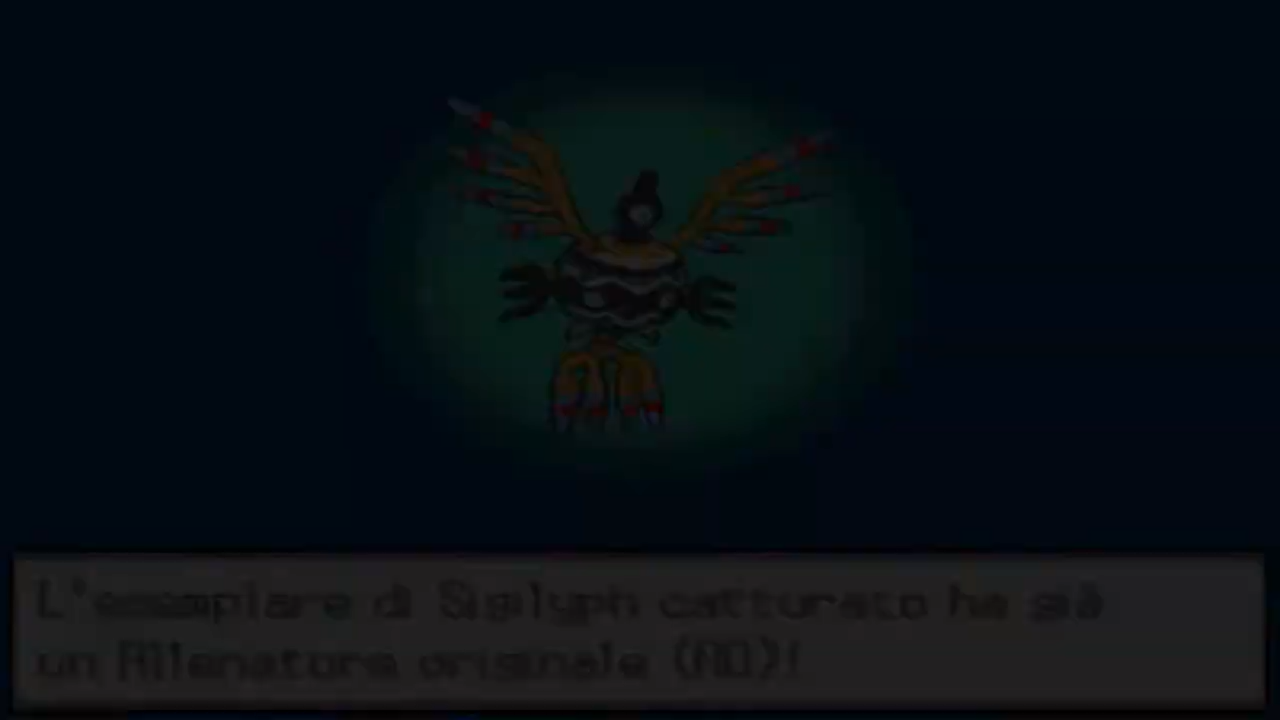 L'esemplare di Sigilyph catturato ha già
un Allenatore originale (AO)!